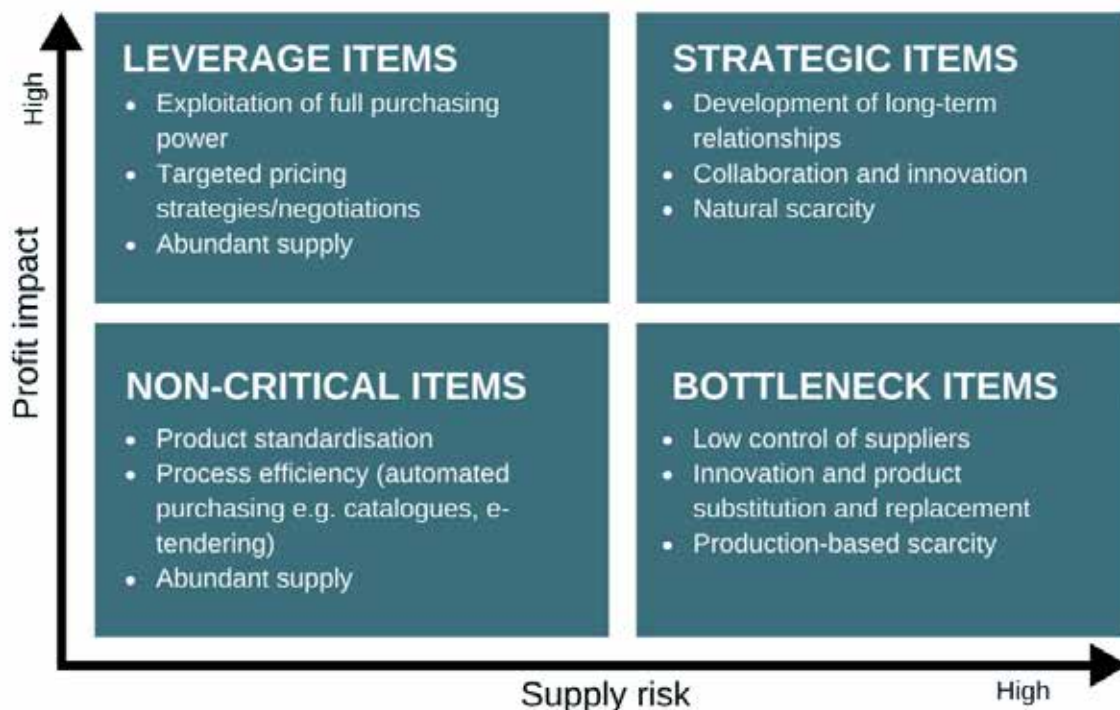 High
Profit impact
LEVERAGE ITEMS
• Exploitation of full purchasing
power
• Targeted pricing
strategies/negotiations
• Abundant supply
STRATEGIC ITEMS
• Development of long-term
relationships
• Collaboration and innovation
• Natural scarcity
NON-CRITICAL ITEMS
• Product standardisation
• Process efficiency (automated
purchasing e.g. catalogues, e-
tendering)
• Abundant supply
BOTTLENECK ITEMS
• Low control of suppliers
• Innovation and product
substitution and replacement
• Production-based scarcity
Supply risk
High